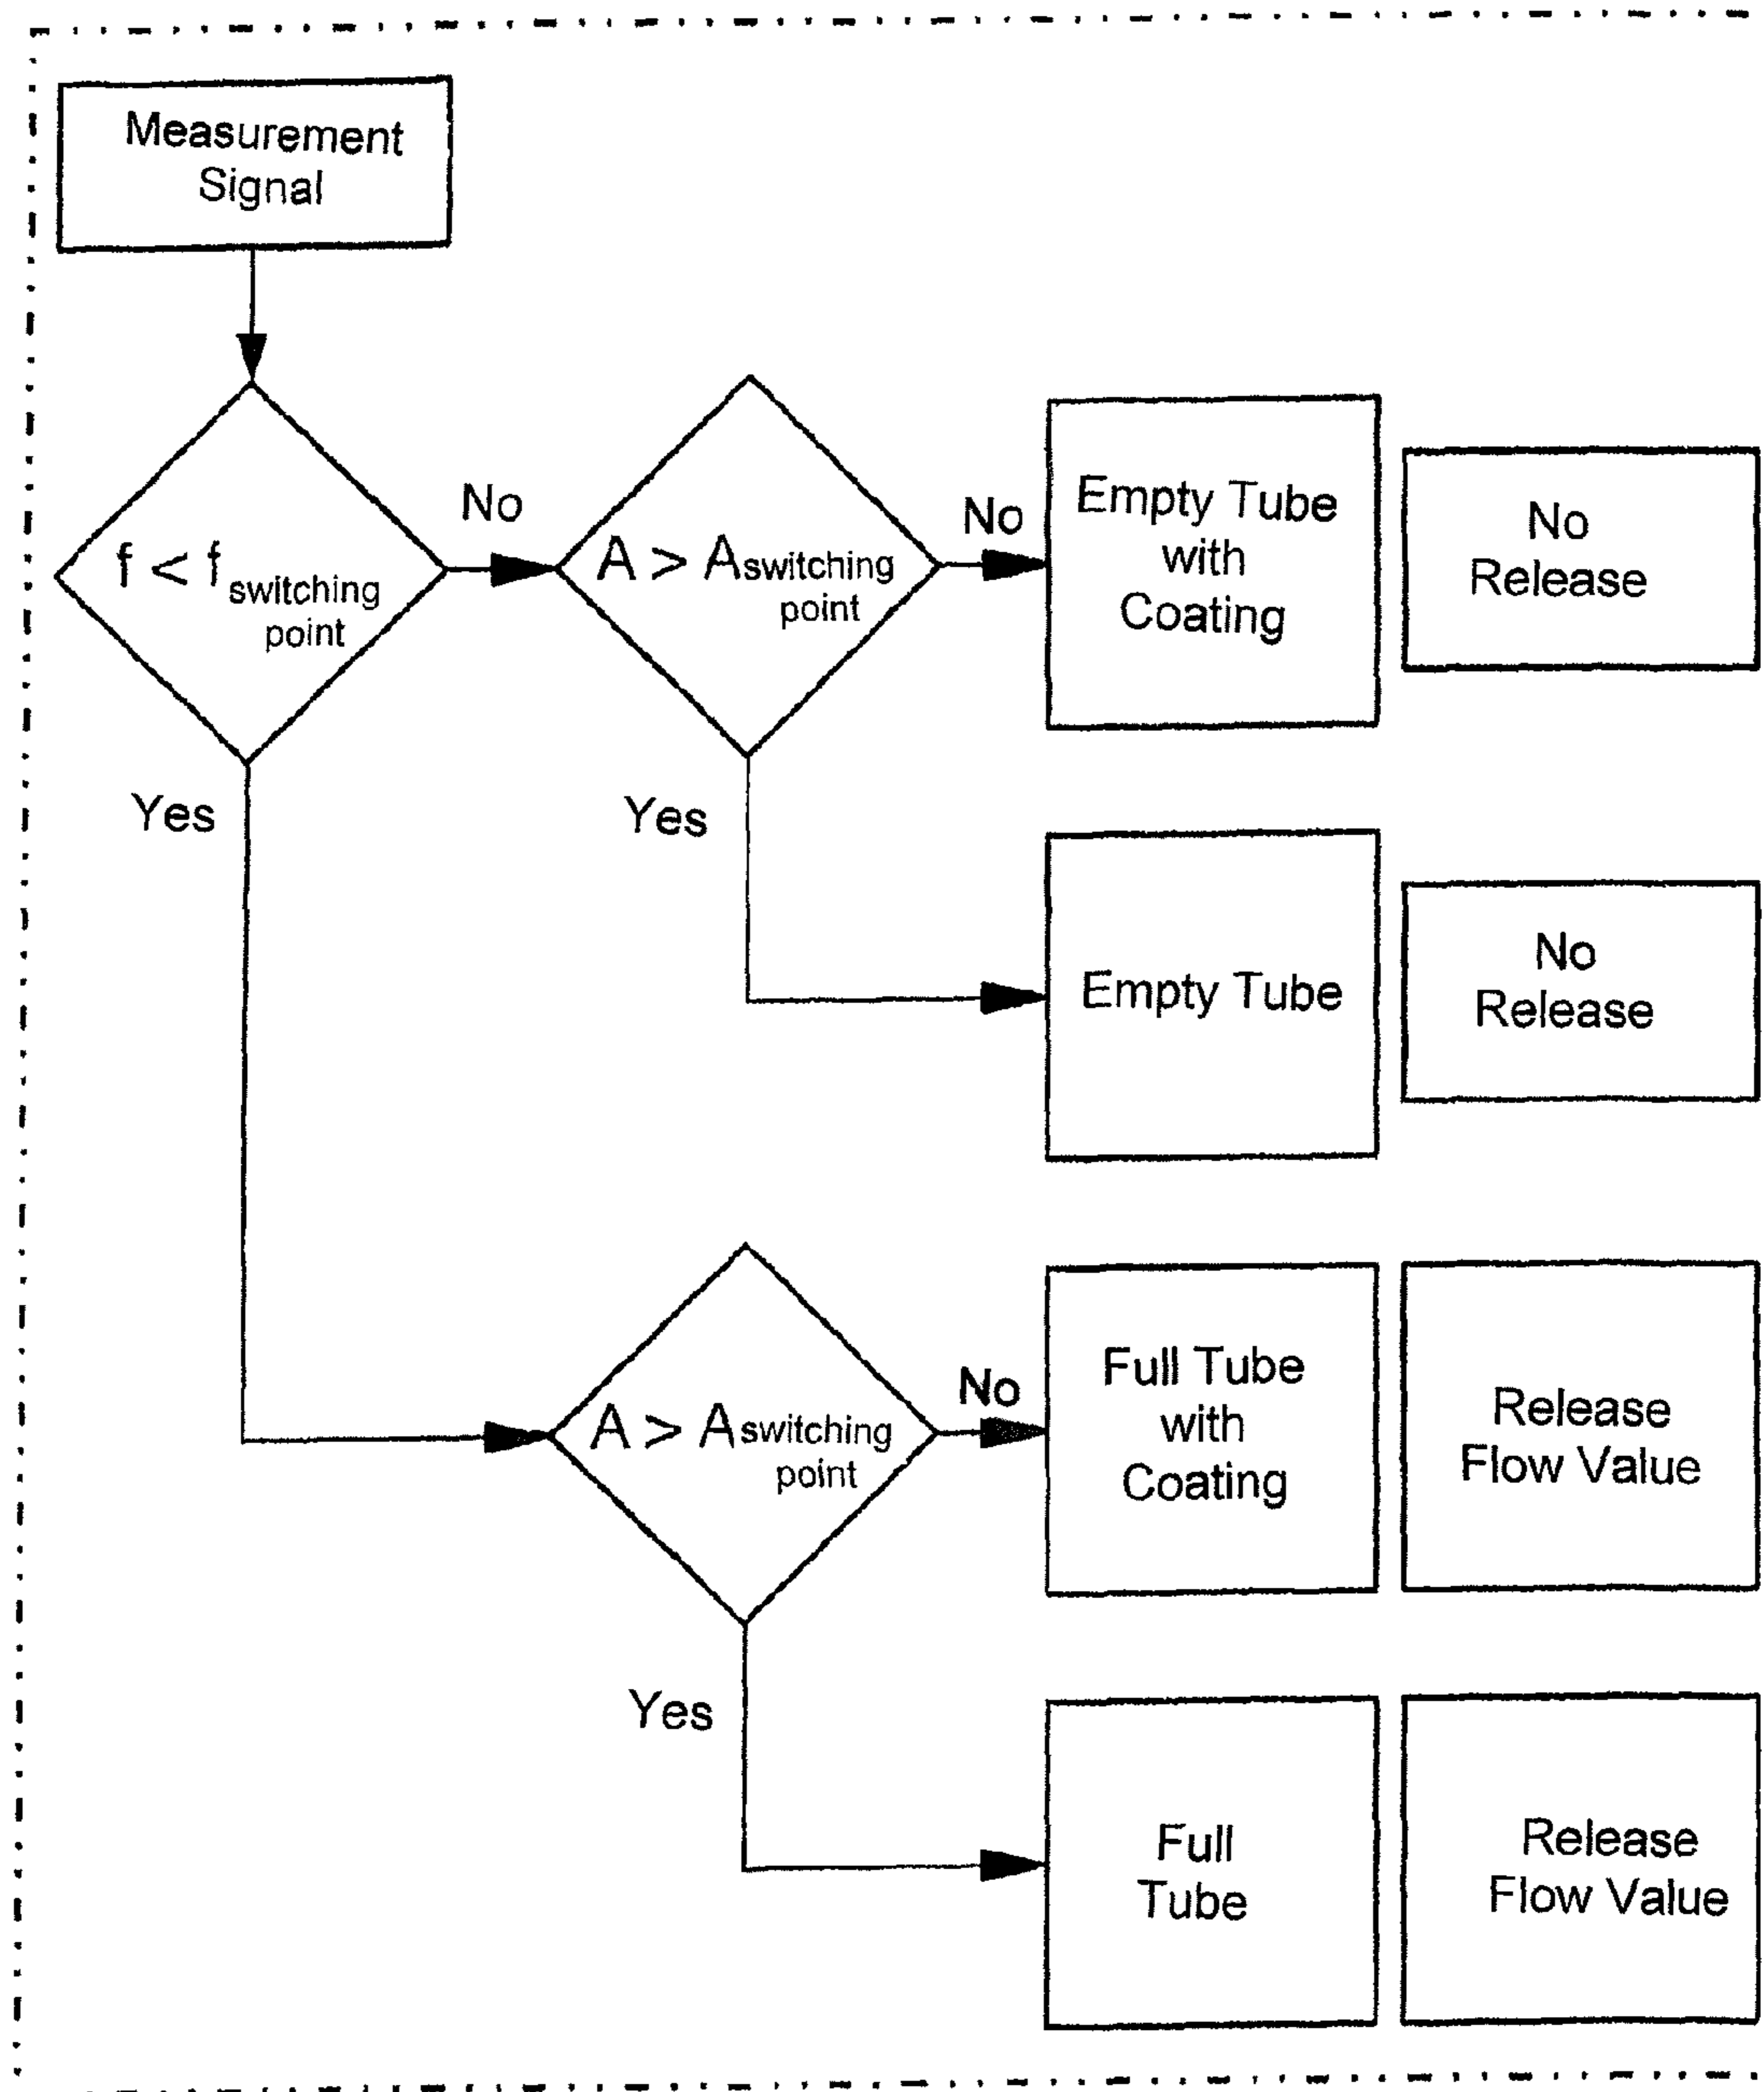 Measurement
Signal
f < f switching
point
No
Yes
A > A switching
point
No
Yes
Empty Tube
with
Coating
No
Release
Empty Tube
No
Release
A > A switching
point
No
Yes
Full Tube
with
Coating
Release
Flow Value
Full
Tube
Release
Flow Value